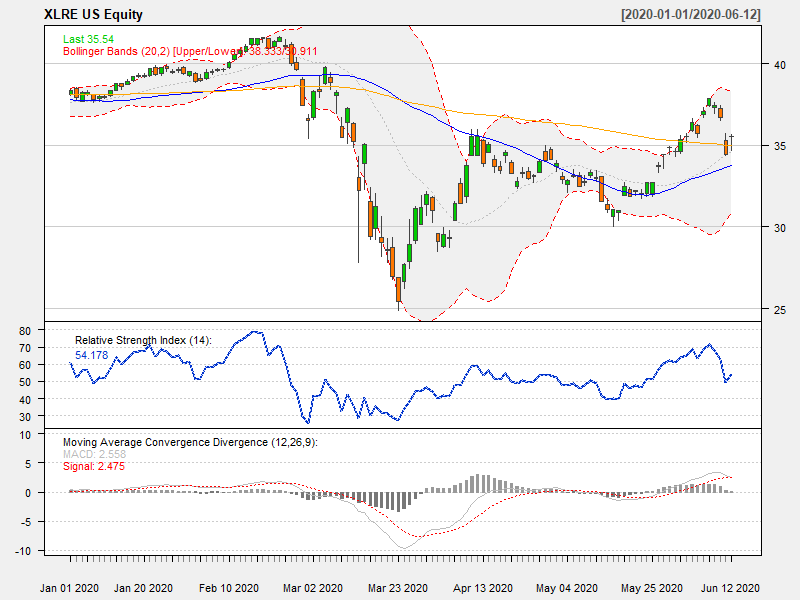 XLRE US Equity [2020-01-01/2020-06-12]
Last 35.54
Bollinger Bands (20,2) [Upper/Lower]: 38.333/30.911
40
35
30
25
Relative Strength Index (14):
54.178
80
70
60
50
40
30
Moving Average Convergence Divergence (12,26,9):
MACD: 2.558
Signal: 2.475
10
5
0
-5
-10
Jan 01 2020 Jan 20 2020 Feb 10 2020 Mar 02 2020 Mar 23 2020 Apr 13 2020 May 04 2020 May 25 2020 Jun 12 2020